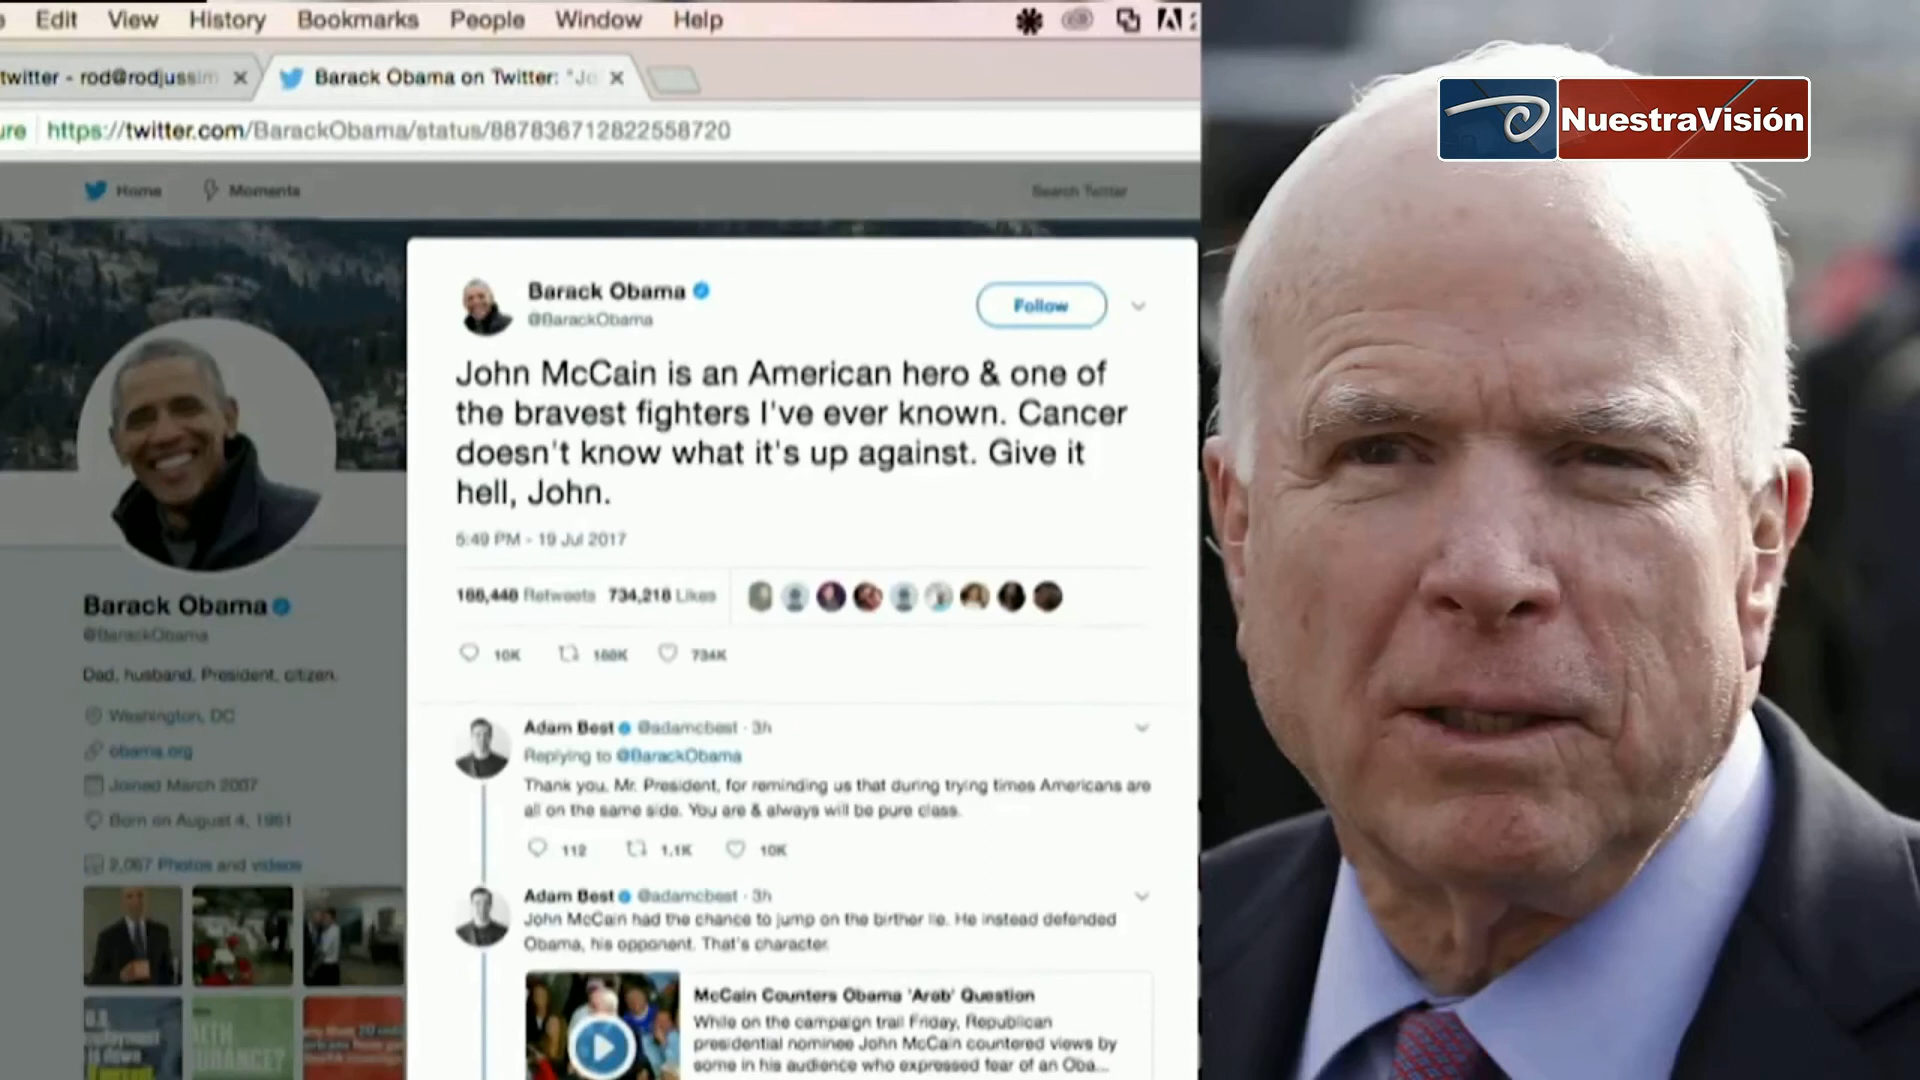 Edit View History Bookmarks People Window Help
twitter - rod@rodjussim
Barack Obama on Twitter: "Jo
ure https://twitter.com/BarackObama/status/887836712822558720
NuestraVisión
Home Moments Search Twitter
Barack Obama
@BarackObama
Follow
John McCain is an American hero & one of
the bravest fighters I've ever known. Cancer
doesn't know what it's up against. Give it
hell, John.
5:49 PM - 19 Jul 2017
Retweets 734,218 Likes
10K 734K
Barack Obama
@BarackObama
Dad, husband, President, citizen.
Washington, DC
obama.org
Joined March 2007
Born on August 4, 1961
2,067 Photos and videos
Adam Best @adamcbest · 3h
Replying to @BarackObama
Thank you, Mr. President, for reminding us that during trying times Americans are
all on the same side. You are & always will be pure class.
112 1.1K 10K
Adam Best @adamcbest · 3h
John McCain had the chance to jump on the birther lie. He instead defended
Obama, his opponent. That's character.
McCain Counters Obama 'Arab' Question
While on the campaign trail Friday, Republican
presidential nominee John McCain countered views by
some in his audience who expressed fear of an Oba...